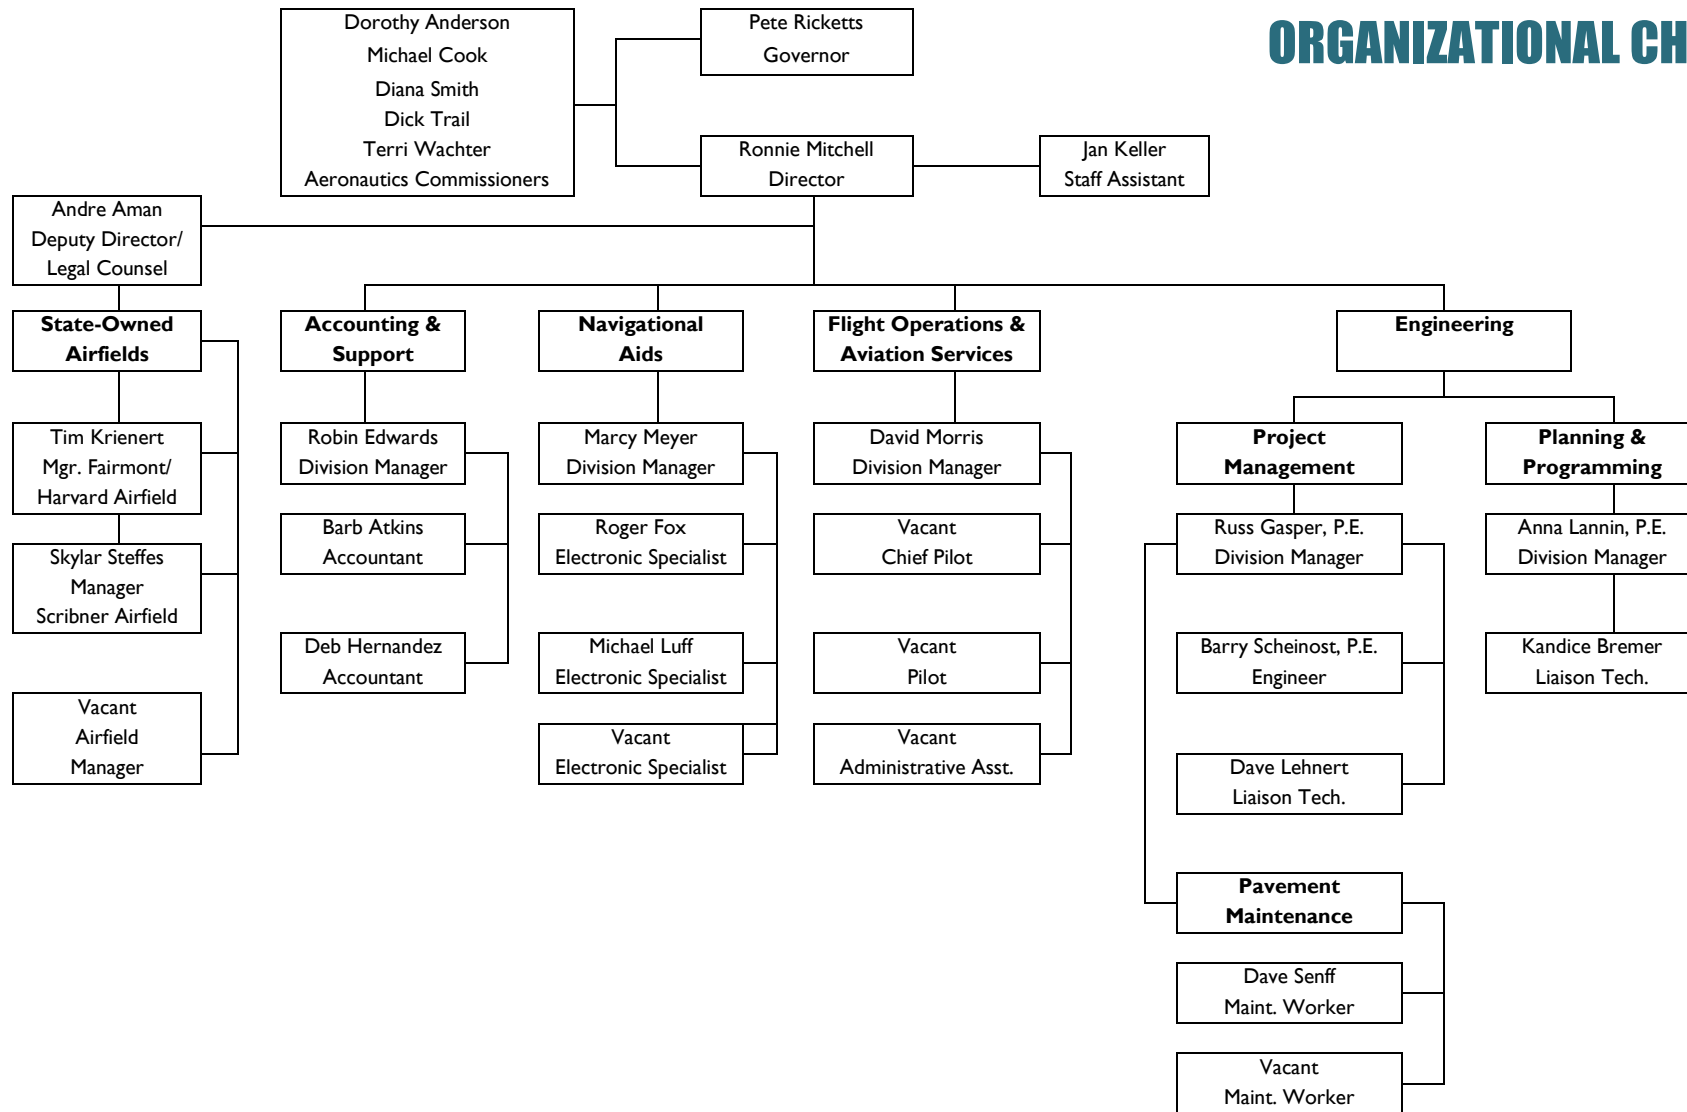 ORGANIZATIONAL CH
Dorothy Anderson
Michael Cook
Diana Smith
Dick Trail
Terri Wachter
Aeronautics Commissioners
Pete Ricketts
Governor
Ronnie Mitchell
Director
Jan Keller
Staff Assistant
Andre Aman
Deputy Director/
Legal Counsel
State-Owned
Airfields
Tim Krienert
Mgr. Fairmont/
Harvard Airfield
Skylar Steffes
Manager
Scribner Airfield
Vacant
Airfield
Manager
Accounting &
Support
Robin Edwards
Division Manager
Barb Atkins
Accountant
Deb Hernandez
Accountant
Navigational
Aids
Marcy Meyer
Division Manager
Roger Fox
Electronic Specialist
Michael Luff
Electronic Specialist
Vacant
Electronic Specialist
Flight Operations &
Aviation Services
David Morris
Division Manager
Vacant
Chief Pilot
Vacant
Pilot
Vacant
Administrative Asst.
Engineering
Project
Management
Russ Gasper, P.E.
Division Manager
Barry Scheinost, P.E.
Engineer
Dave Lehnert
Liaison Tech.
Pavement
Maintenance
Dave Senff
Maint. Worker
Vacant
Maint. Worker
Planning &
Programming
Anna Lannin, P.E.
Division Manager
Kandice Bremer
Liaison Tech.